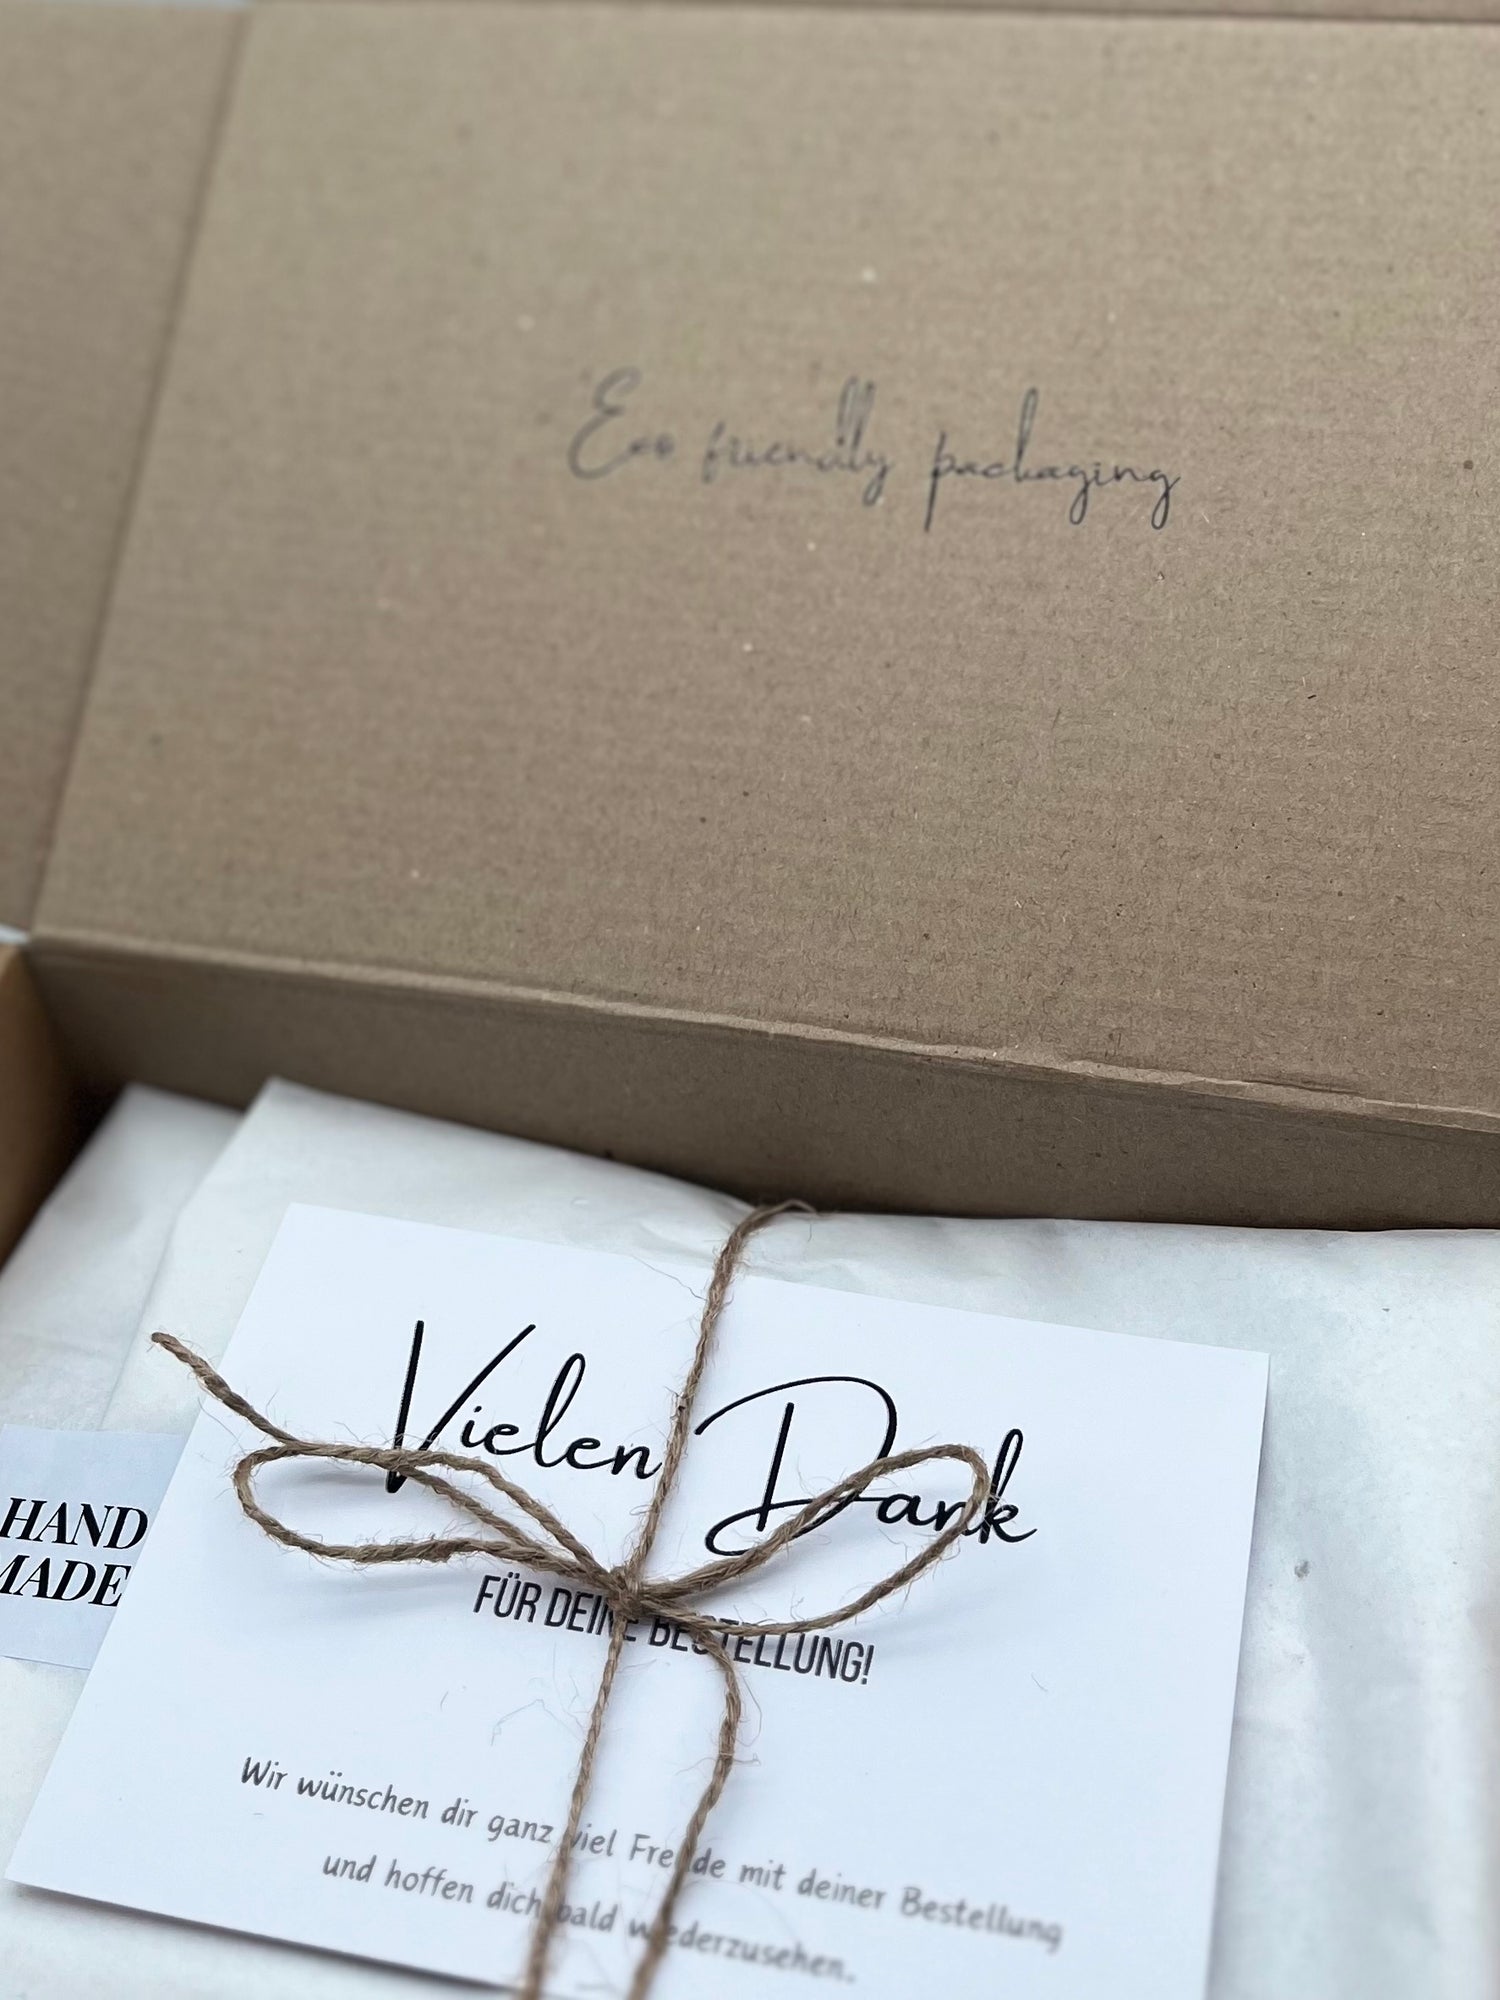 Eco friendly packaging
Vielen Dank
FÜR DEINE BESTELLUNG!
Wir wünschen dir ganz viel Freude mit deiner Bestellung
und hoffen dich bald wiederzusehen.
HAND
MADE